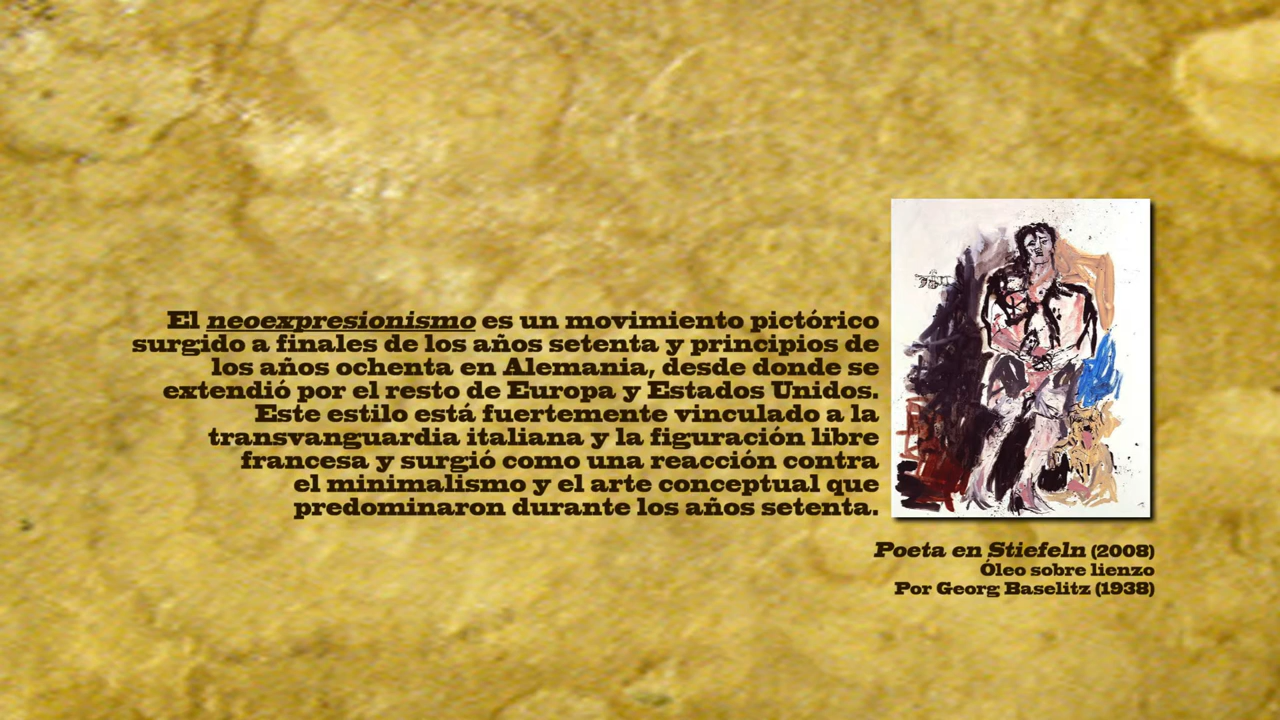 El neoexpresionismo es un movimiento pictórico
surgido a finales de los años setenta y principios de
los años ochenta en Alemania, desde donde se
extendió por el resto de Europa y Estados Unidos.
Este estilo está fuertemente vinculado a la
transvanguardia italiana y la figuración libre
francesa y surgió como una reacción contra
el minimalismo y el arte conceptual que
predominaron durante los años setenta.
Poeta en Stiefeln (2008)
Óleo sobre lienzo
Por Georg Baselitz (1938)